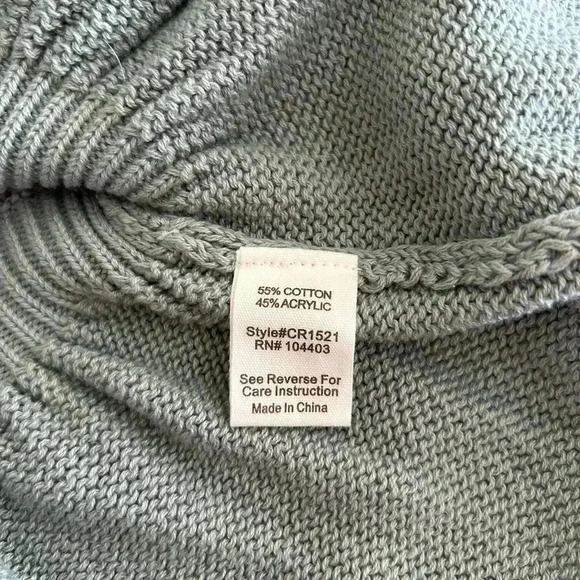 55% COTTON
45% ACRYLIC
Style#CR1521
RN# 104403
See Reverse For
Care Instruction
Made In China